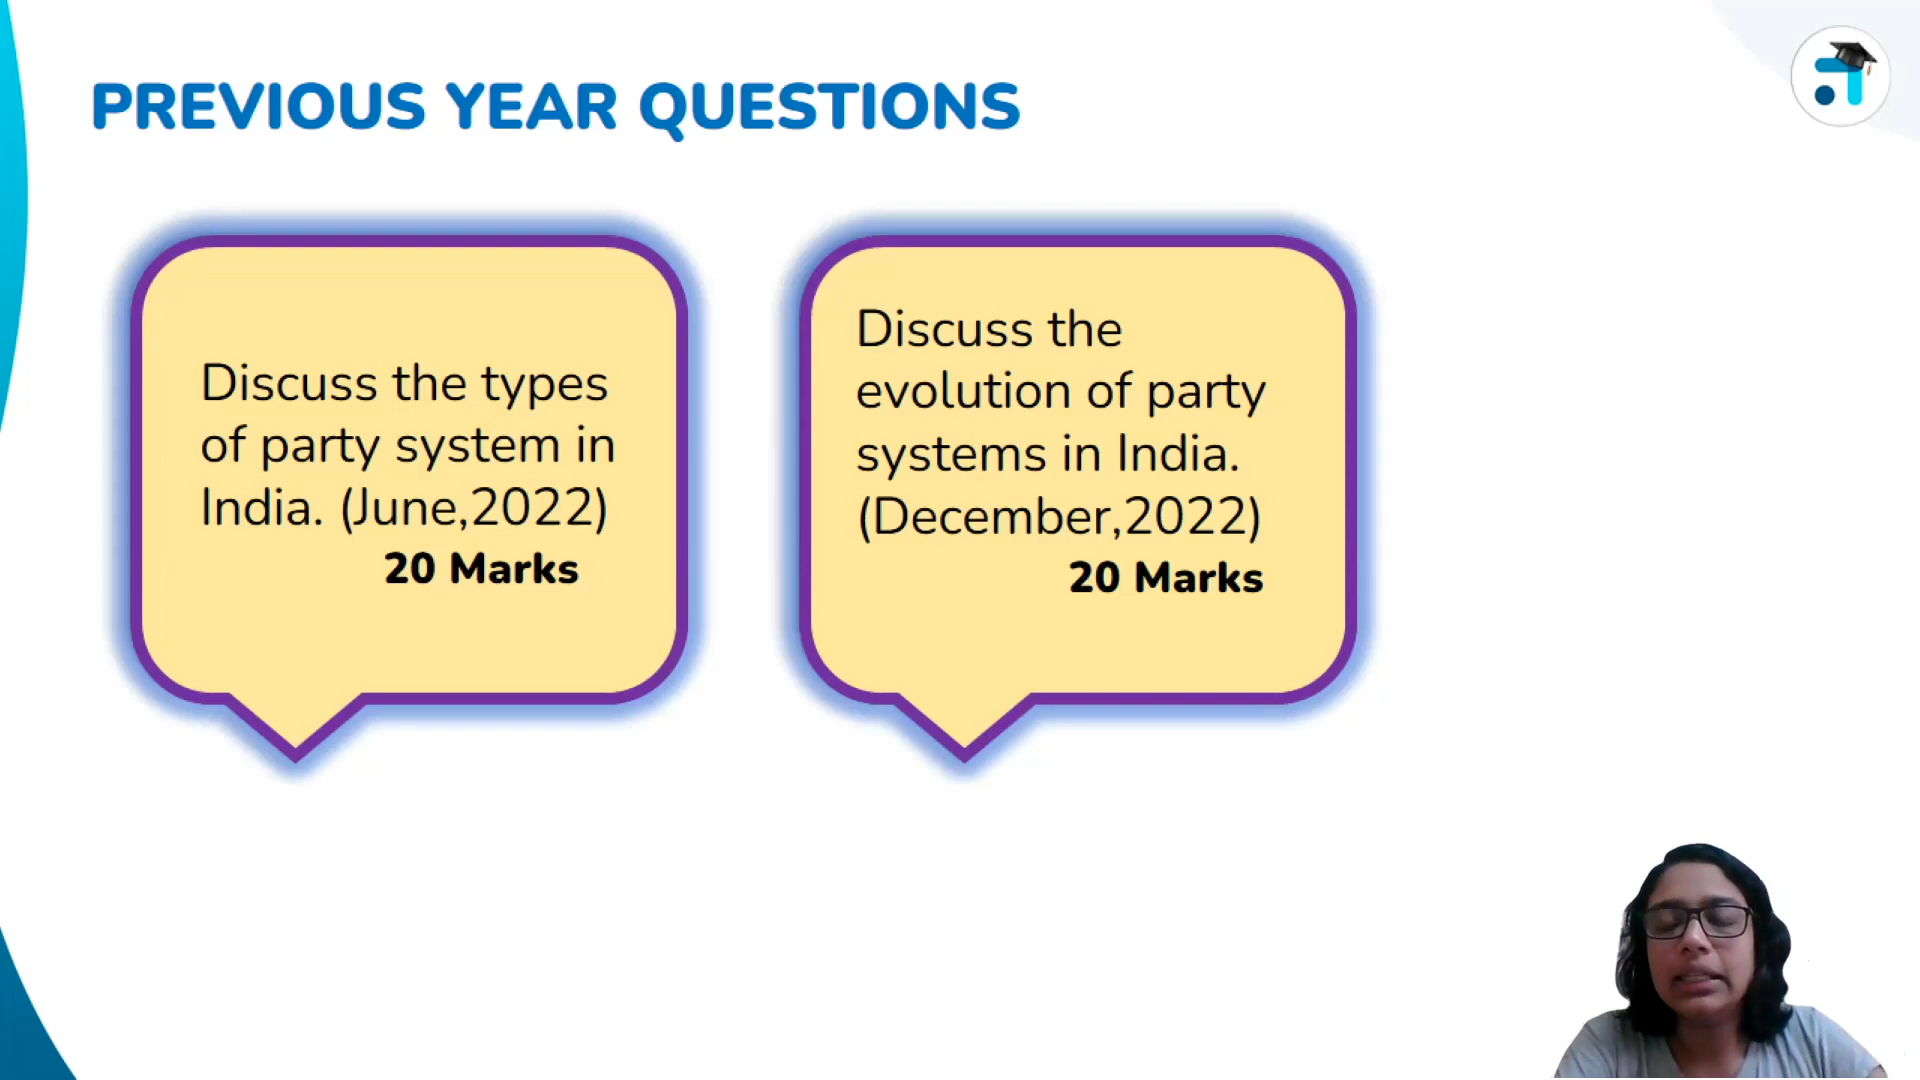 PREVIOUS YEAR QUESTIONS
Discuss the types
of party system in
India. (June,2022)
20 Marks
Discuss the
evolution of party
systems in India.
(December,2022)
20 Marks